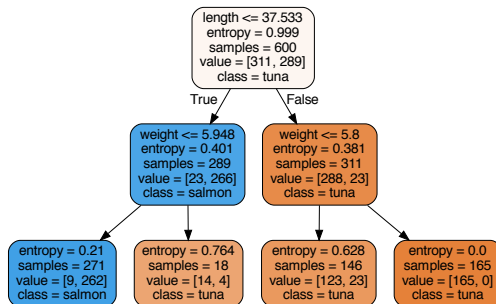 length <= 37.533
entropy = 0.999
samples = 600
value = [311, 289]
class = tuna
True
False
weight <= 5.948
entropy = 0.401
samples = 289
value = [23, 266]
class = salmon
weight <= 5.8
entropy = 0.381
samples = 311
value = [288, 23]
class = tuna
entropy = 0.21
samples = 271
value = [9, 262]
class = salmon
entropy = 0.764
samples = 18
value = [14, 4]
class = tuna
entropy = 0.628
samples = 146
value = [123, 23]
class = tuna
entropy = 0.0
samples = 165
value = [165, 0]
class = tuna